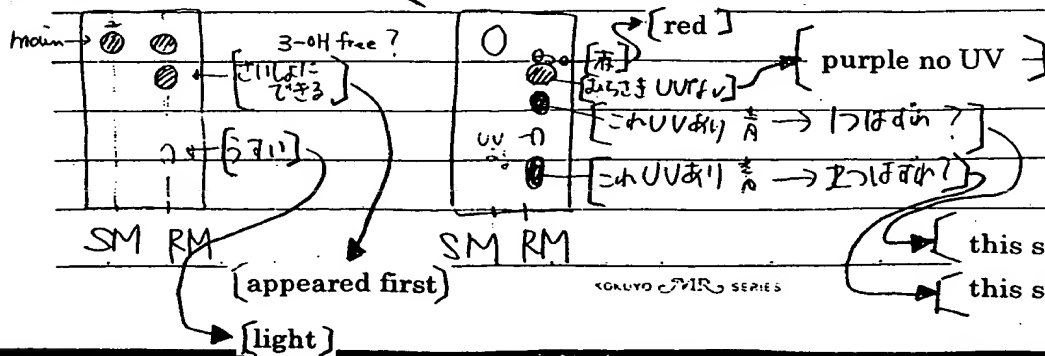 main→
3-OH free?
[さいしょに
できる]
[うすい]
SM RM
[appeared first]
[light]
[red]
[赤]
[むらさき UVなし]
[purple no UV]
[これUVあり 青 → 1つはずれ?]
UV
[これUVあり 青 → 2つはずれ?]
SM RM
[this s
[this s
KOKUYO MR SERIES